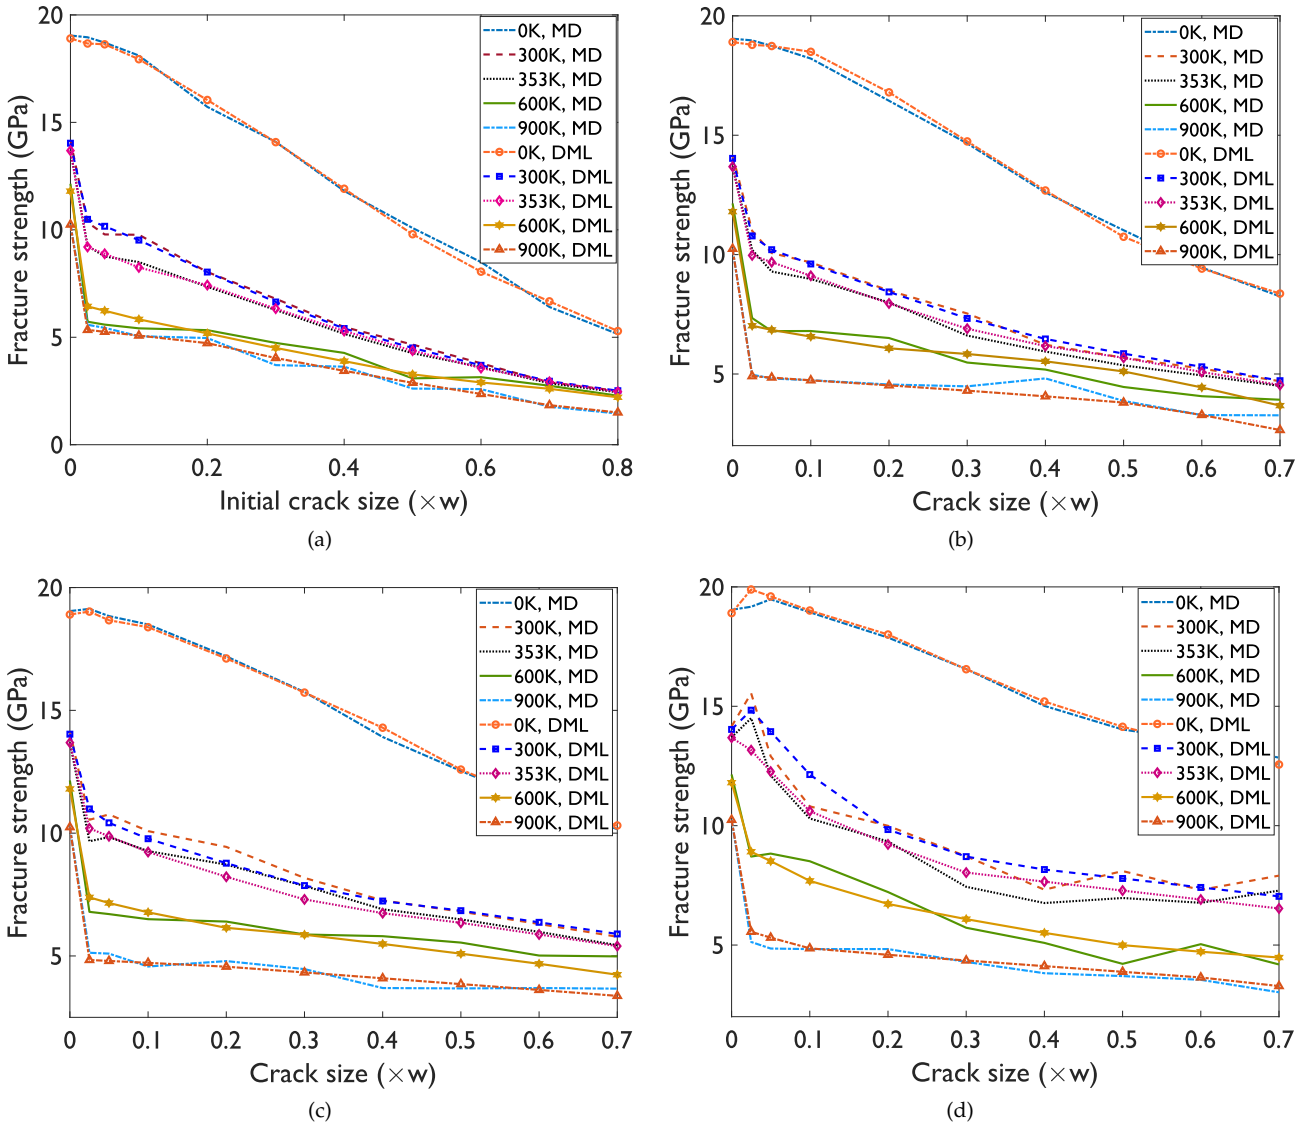 20
15
10
5
0
Fracture strength (GPa)
0 0.2 0.4 0.6 0.8
Initial crack size (×w)
0K, MD
300K, MD
353K, MD
600K, MD
900K, MD
0K, DML
300K, DML
353K, DML
600K, DML
900K, DML
(a)
20
15
10
5
Fracture strength (GPa)
0 0.1 0.2 0.3 0.4 0.5 0.6 0.7
Crack size (×w)
0K, MD
300K, MD
353K, MD
600K, MD
900K, MD
0K, DML
300K, DML
353K, DML
600K, DML
900K, DML
(b)
20
15
10
5
Fracture strength (GPa)
0 0.1 0.2 0.3 0.4 0.5 0.6 0.7
Crack size (×w)
0K, MD
300K, MD
353K, MD
600K, MD
900K, MD
0K, DML
300K, DML
353K, DML
600K, DML
900K, DML
(c)
20
15
10
5
Fracture strength (GPa)
0 0.1 0.2 0.3 0.4 0.5 0.6 0.7
Crack size (×w)
0K, MD
300K, MD
353K, MD
600K, MD
900K, MD
0K, DML
300K, DML
353K, DML
600K, DML
900K, DML
(d)